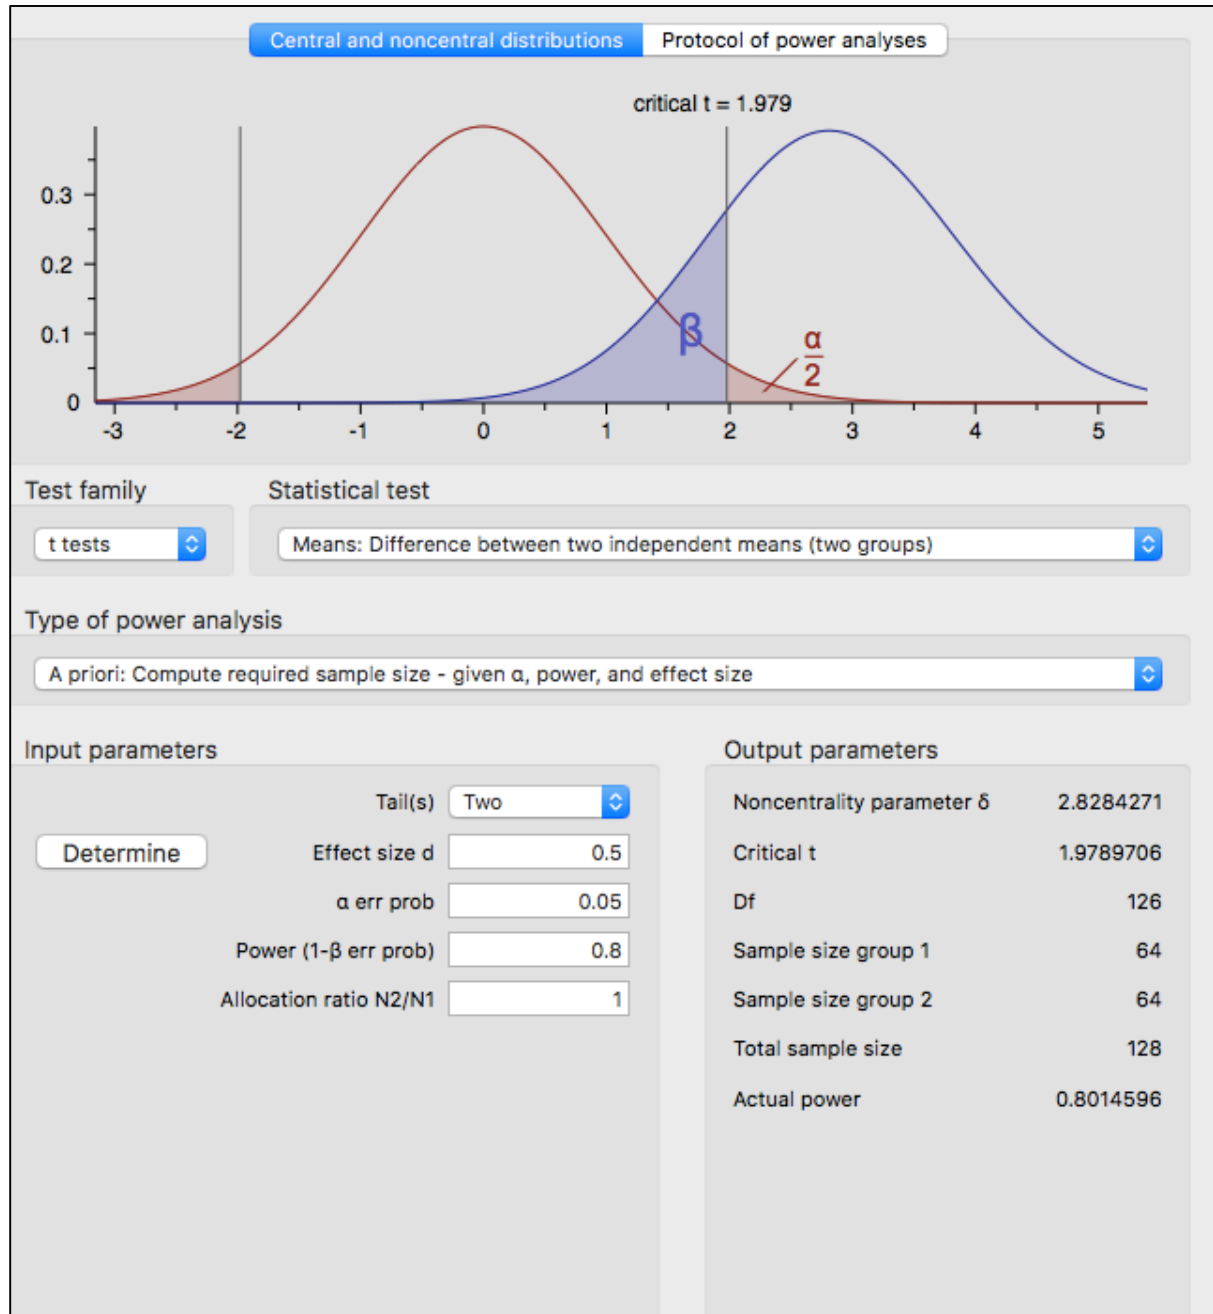 Central and noncentral distributions Protocol of power analyses
critical t = 1.979
0.3
0.2
0.1
0
β
α
2
-3 -2 -1 0 1 2 3 4 5
Test family Statistical test
t tests Means: Difference between two independent means (two groups)
Type of power analysis
A priori: Compute required sample size - given α, power, and effect size
Input parameters Output parameters
Tail(s) Two Noncentrality parameter δ 2.8284271
Determine Effect size d 0.5 Critical t 1.9789706
α err prob 0.05 Df 126
Power (1-β err prob) 0.8 Sample size group 1 64
Allocation ratio N2/N1 1 Sample size group 2 64
Total sample size 128
Actual power 0.8014596